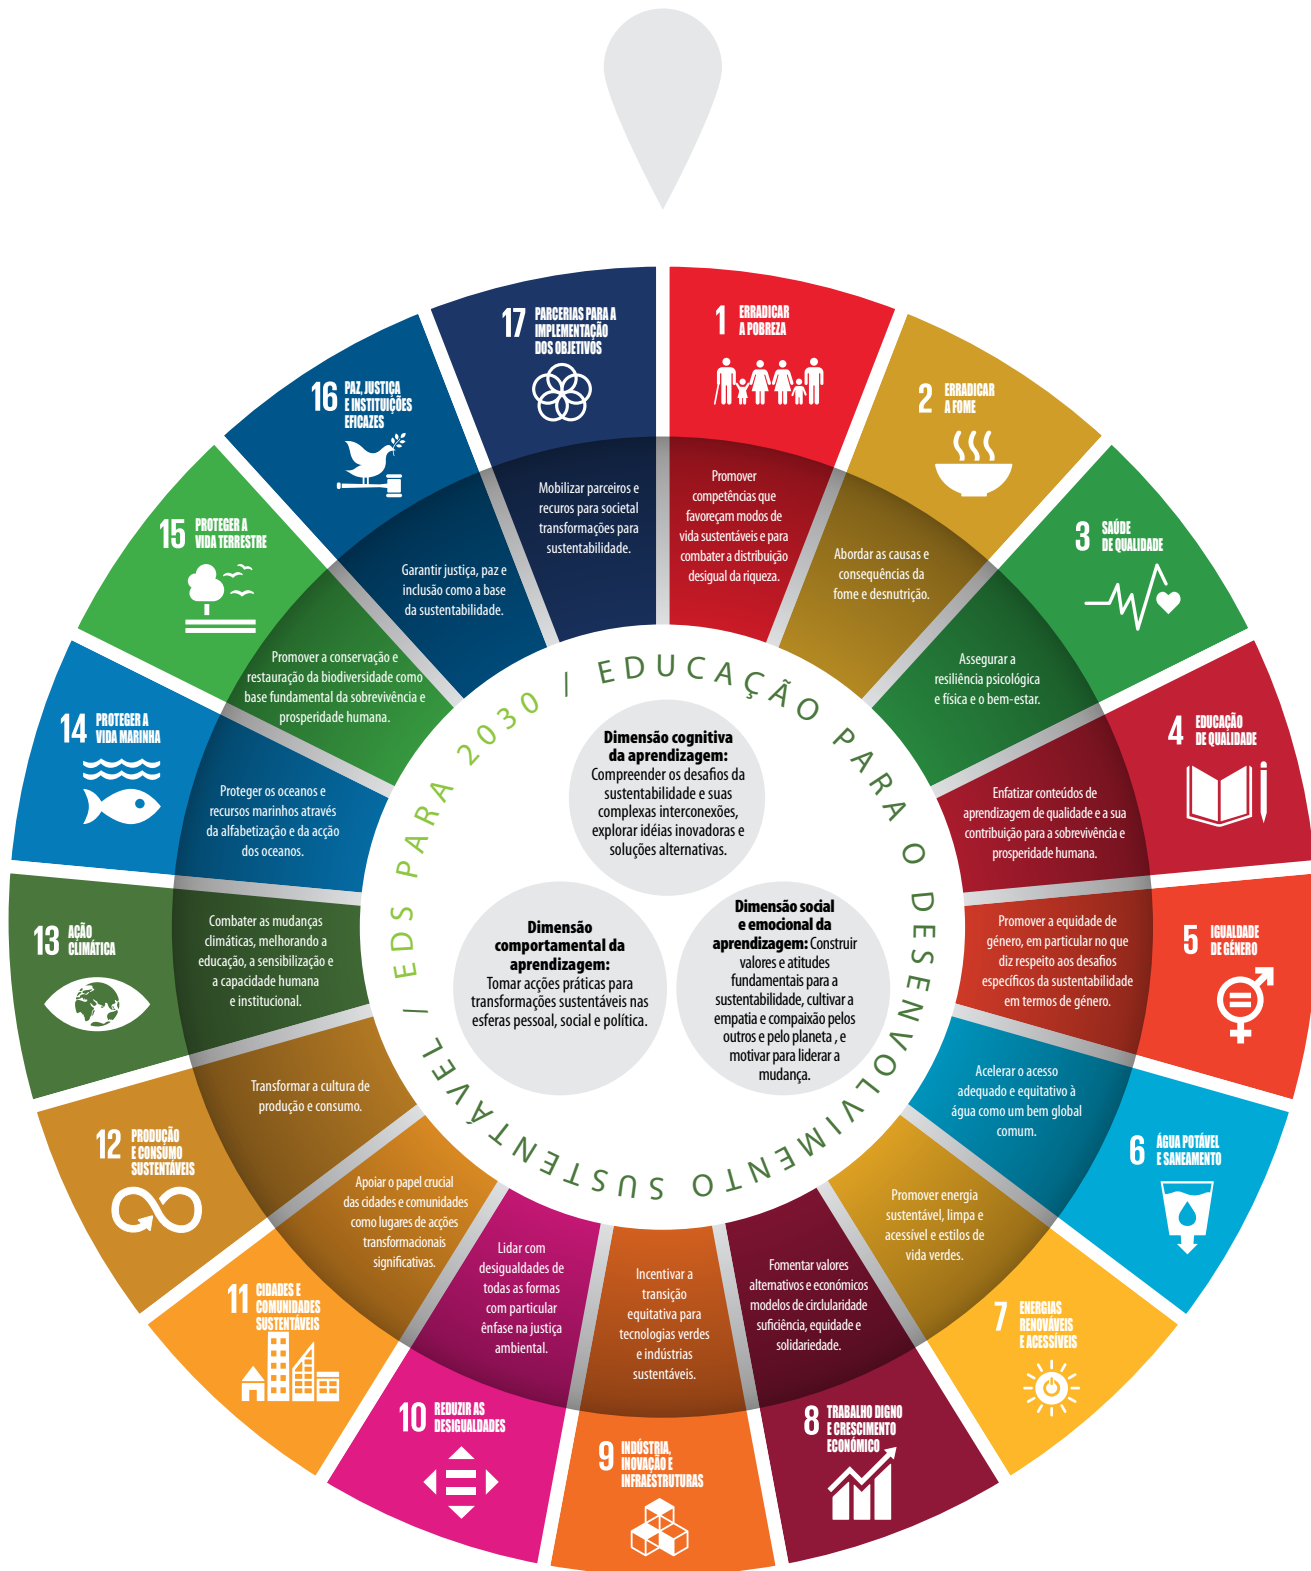 1 ERRADICAR
A POBREZA
Promover
competências que
favoreçam modos de
vida sustentáveis e para
combater a distribuição
desigual da riqueza.
2 ERRADICAR
A FOME
Abordar as causas e
consequências da
fome e desnutrição.
3 SAÚDE
DE QUALIDADE
Assegurar a
resiliência psicológica
e física e o bem-estar.
4 EDUCAÇÃO
DE QUALIDADE
Enfatizar conteúdos de
aprendizagem de qualidade e a sua
contribuição para a sobrevivência e
prosperidade humana.
5 IGUALDADE
DE GÉNERO
Promover a equidade de
género, em particular no que
diz respeito aos desafios
específicos da sustentabilidade
em termos de género.
6 ÁGUA POTÁVEL
E SANEAMENTO
Acelerar o acesso
adequado e equitativo à
água como um bem global
comum.
7 ENERGIAS
RENOVÁVEIS
E ACESSÍVEIS
Promover energia
sustentável, limpa e
acessível e estilos de
vida verdes.
8 TRABALHO DIGNO
E CRESCIMENTO
ECONÓMICO
Fomentar valores
alternativos e económicos
modelos de circlularidade
suficiência, equidade e
solidariedade.
9 INDÚSTRIA,
INOVAÇÃO E
INFRAESTRUTURAS
Incentivar a
transição
equitativa para
tecnologias verdes
e indústrias
sustentáveis.
10 REDUZIR AS
DESIGUALDADES
Lidar com
desigualdades de
todas as formas
com particular
ênfase na justiça
ambiental.
11 CIDADES E
COMUNIDADES
SUSTENTÁVEIS
Apoiar o papel crucial
das cidades e comunidades
como lugares de acções
transformacionais
significativas.
12 PRODUÇÃO
E CONSUMO
SUSTENTÁVEIS
Transformar a cultura de
produção e consumo.
13 AÇÃO
CLIMÁTICA
Combater as mudanças
climáticas, melhorando a
educação, a sensibilização e
a capacidade humana
e institucional.
14 PROTEGER A
VIDA MARINHA
Proteger os oceanos e
recursos marinhos através
da alfabetização e da acção
dos oceanos.
15 PROTEGER A
VIDA TERRESTRE
Promover a conservação e
restauração da biodiversidade como
base fundamental da sobrevivência e
prosperidade humana.
16 PAZ, JUSTIÇA
E INSTITUIÇÕES
EFICAZES
Garantir justiça, paz e
inclusão como a base
da sustentabilidade.
17 PARCERIAS PARA A
IMPLEMENTAÇÃO
DOS OBJETIVOS
Mobilizar parceiros e
recuros para societal
transformações para
sustentabilidade.
EDS PARA 2030 / EDUCAÇÃO PARA O DESENVOLVIMENTO SUSTENTÁVEL /
Dimensão cognitiva
da aprendizagem:
Compreender os desafios da
sustentabilidade e suas
complexas interconexões,
explorar idéias inovadoras e
soluções alternativas.
Dimensão
comportamental da
aprendizagem:
Tomar acções práticas para
transformações sustentáveis nas
esferas pessoal, social e política.
Dimensão social
e emocional da
aprendizagem: Construir
valores e atitudes
fundamentais para a
sustentabilidade, cultivar a
empatia e compaixão pelos
outros e pelo planeta , e
motivar para liderar a
mudança.